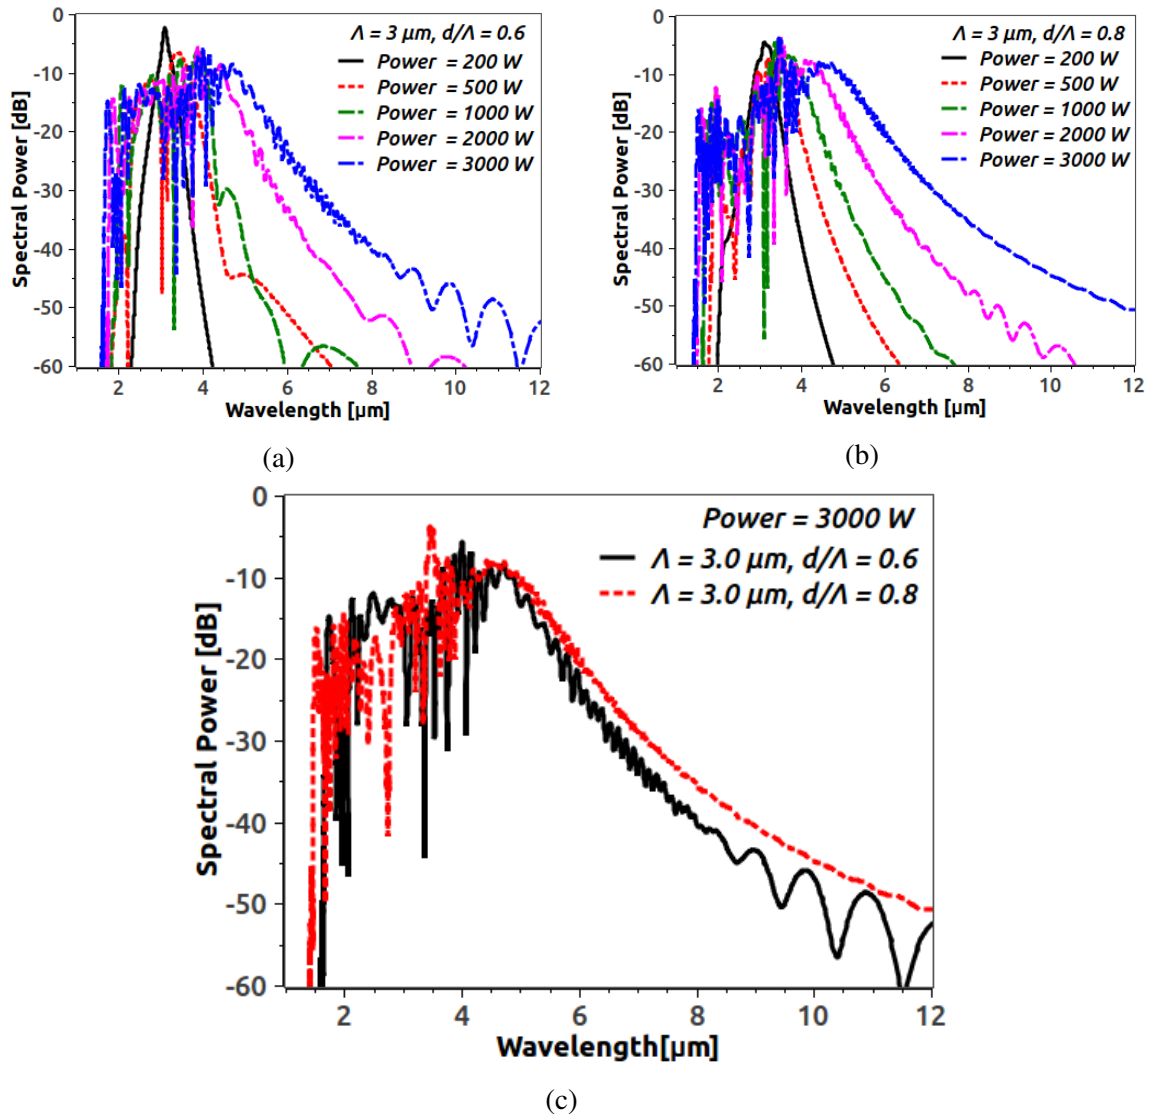 Λ = 3 μm, d/Λ = 0.6
Power = 200 W
Power = 500 W
Power = 1000 W
Power = 2000 W
Power = 3000 W
Spectral Power [dB]
0
-10
-20
-30
-40
-50
-60
2 4 6 8 10 12
Wavelength [μm]
(a)
Λ = 3 μm, d/Λ = 0.8
Power = 200 W
Power = 500 W
Power = 1000 W
Power = 2000 W
Power = 3000 W
Spectral Power [dB]
0
-10
-20
-30
-40
-50
-60
2 4 6 8 10 12
Wavelength [μm]
(b)
Power = 3000 W
Λ = 3.0 μm, d/Λ = 0.6
Λ = 3.0 μm, d/Λ = 0.8
Spectral Power [dB]
0
-10
-20
-30
-40
-50
-60
2 4 6 8 10 12
Wavelength[μm]
(c)